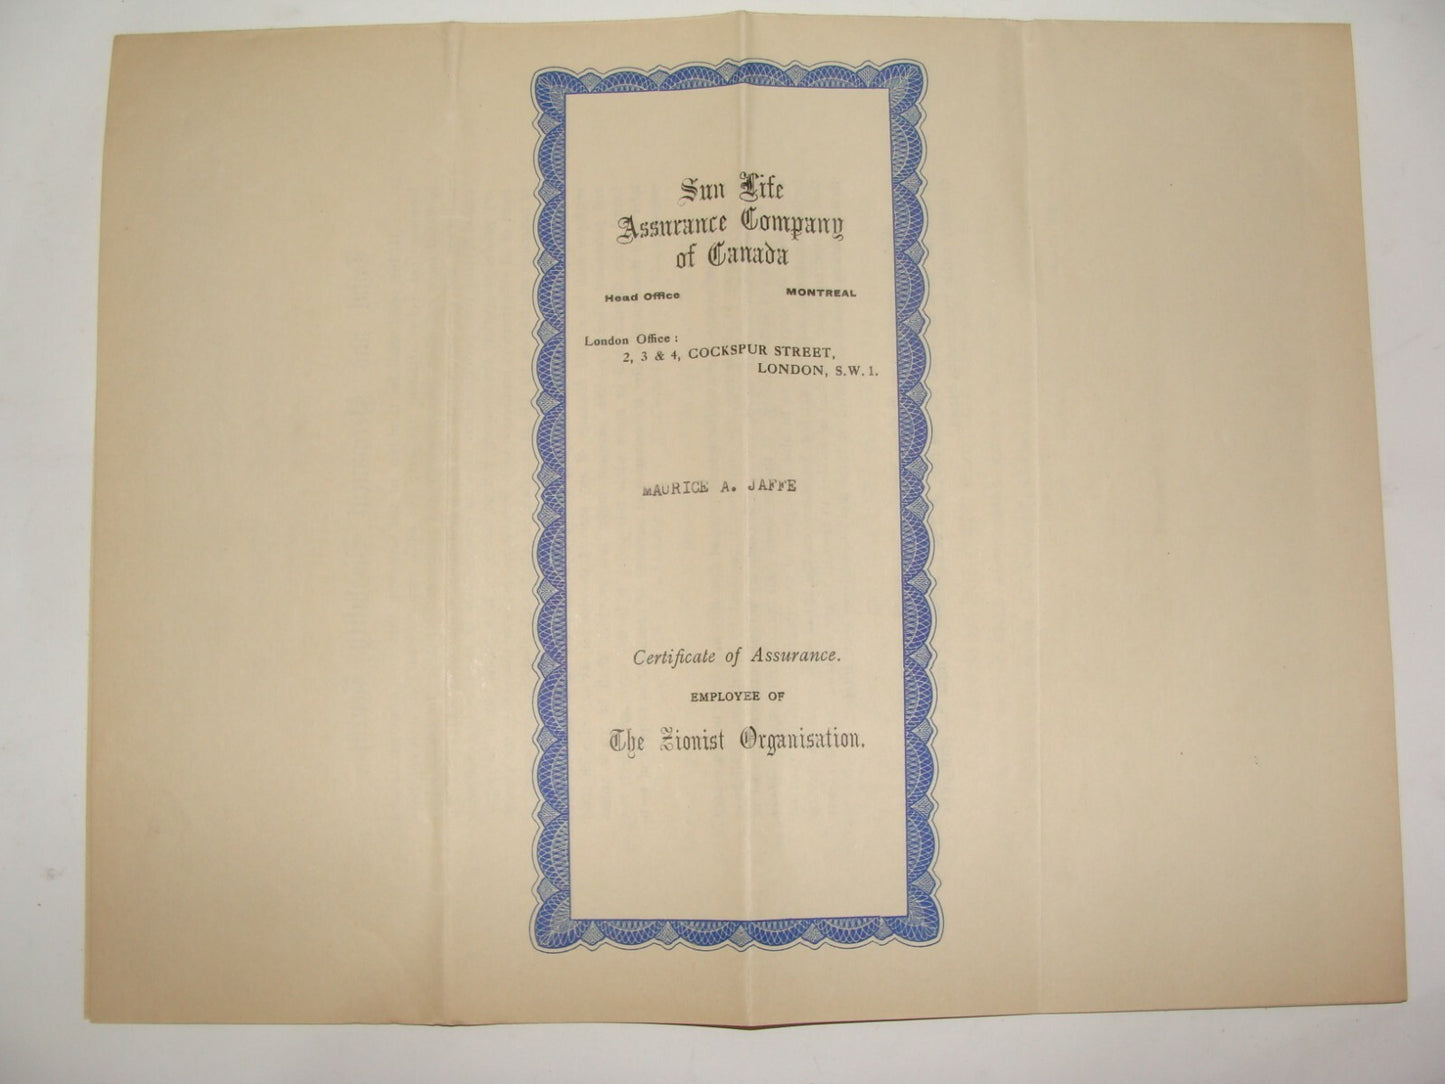 Sun Life
Assurance Company
of Canada
Head Office MONTREAL
London Office :
2, 3 & 4, COCKSPUR STREET,
LONDON, S.W.1.
MAURICE A. JAFFE
Certificate of Assurance.
EMPLOYEE OF
The Zionist Organisation.